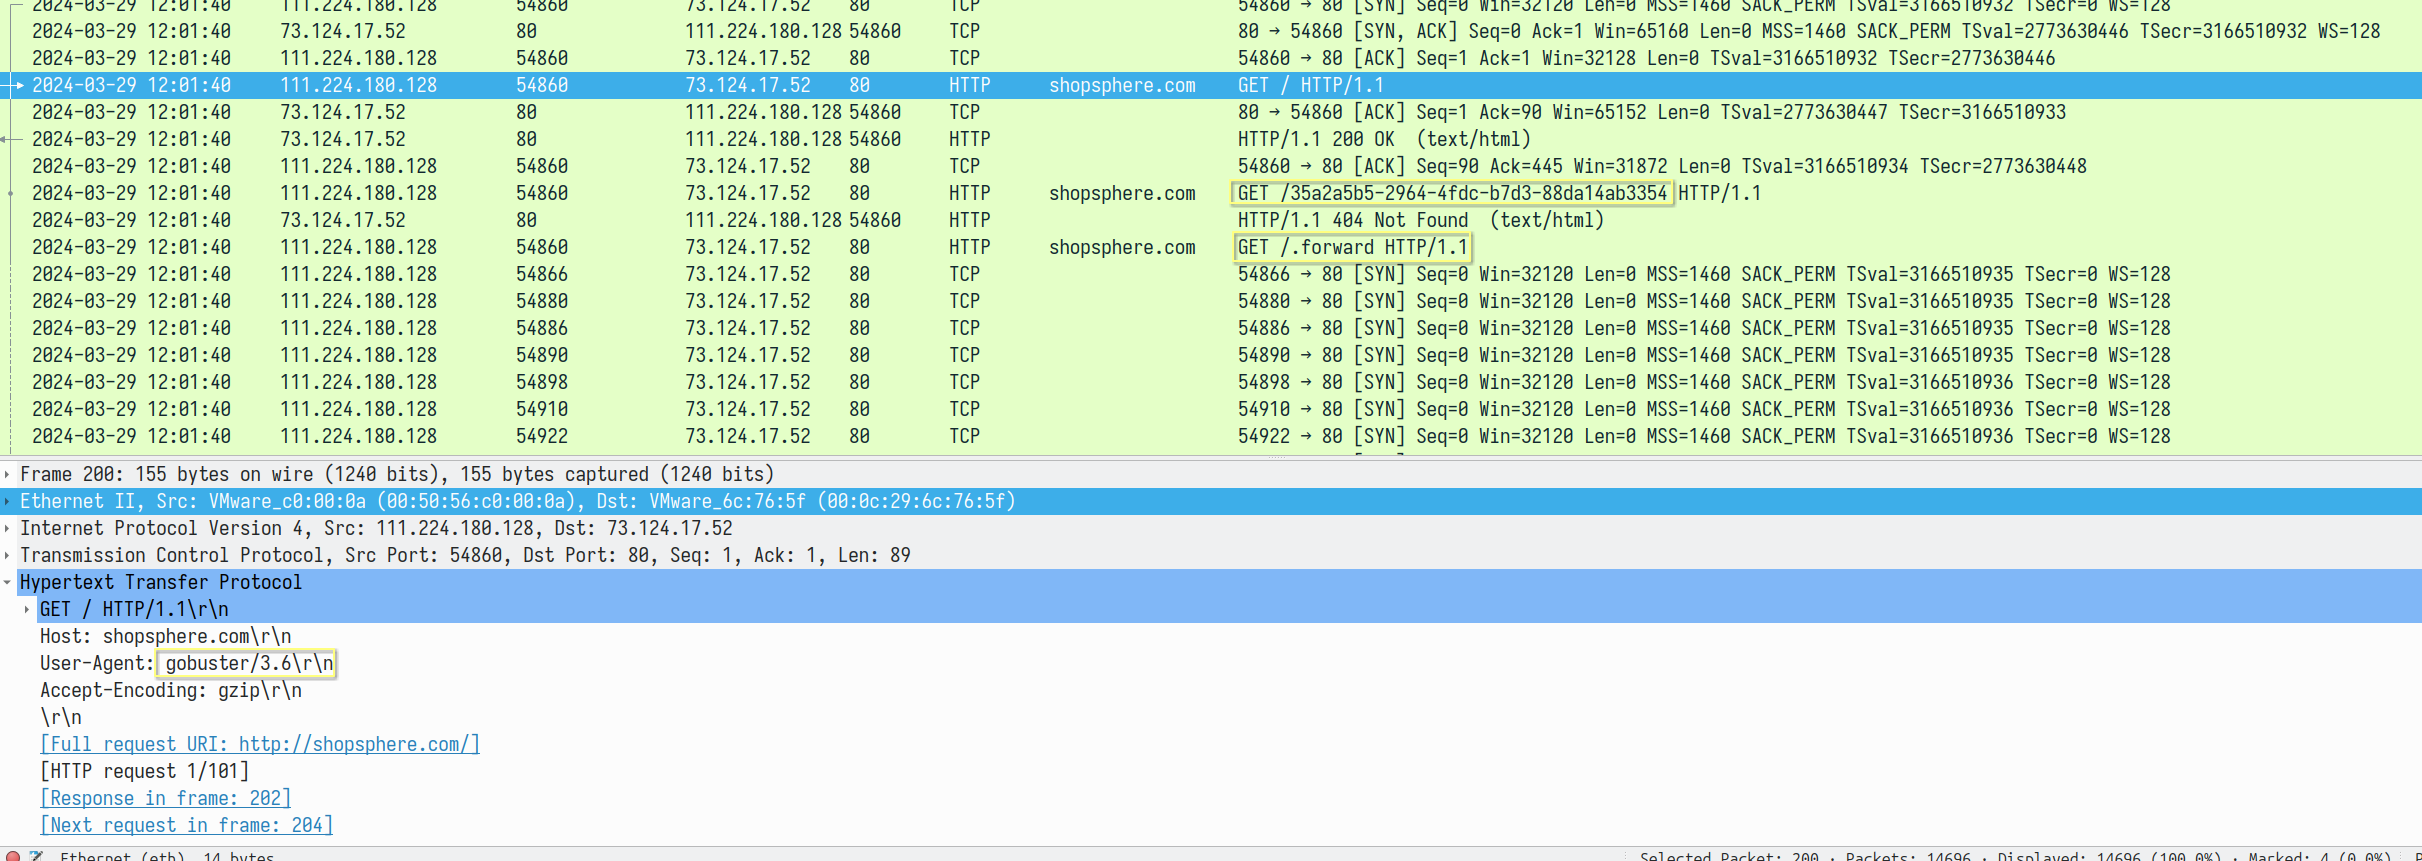 2024-03-29 12:01:40 111.224.180.128 54860 73.124.17.52 80 TCP 54860 → 80 [SYN] Seq=0 Win=32120 Len=0 MSS=1460 SACK_PERM TSval=3166510932 TSecr=0 WS=128
2024-03-29 12:01:40 73.124.17.52 80 111.224.180.128 54860 TCP 80 → 54860 [SYN, ACK] Seq=0 Ack=1 Win=65160 Len=0 MSS=1460 SACK_PERM TSval=2773630446 TSecr=3166510932 WS=128
2024-03-29 12:01:40 111.224.180.128 54860 73.124.17.52 80 TCP 54860 → 80 [ACK] Seq=1 Ack=1 Win=32128 Len=0 TSval=3166510932 TSecr=2773630446
2024-03-29 12:01:40 111.224.180.128 54860 73.124.17.52 80 HTTP shopsphere.com GET / HTTP/1.1
2024-03-29 12:01:40 73.124.17.52 80 111.224.180.128 54860 TCP 80 → 54860 [ACK] Seq=1 Ack=90 Win=65152 Len=0 TSval=2773630447 TSecr=3166510933
2024-03-29 12:01:40 73.124.17.52 80 111.224.180.128 54860 HTTP HTTP/1.1 200 OK (text/html)
2024-03-29 12:01:40 111.224.180.128 54860 73.124.17.52 80 TCP 54860 → 80 [ACK] Seq=90 Ack=445 Win=31872 Len=0 TSval=3166510934 TSecr=2773630448
2024-03-29 12:01:40 111.224.180.128 54860 73.124.17.52 80 HTTP shopsphere.com GET /35a2a5b5-2964-4fdc-b7d3-88da14ab3354 HTTP/1.1
2024-03-29 12:01:40 73.124.17.52 80 111.224.180.128 54860 HTTP HTTP/1.1 404 Not Found (text/html)
2024-03-29 12:01:40 111.224.180.128 54860 73.124.17.52 80 HTTP shopsphere.com GET /.forward HTTP/1.1
2024-03-29 12:01:40 111.224.180.128 54866 73.124.17.52 80 TCP 54866 → 80 [SYN] Seq=0 Win=32120 Len=0 MSS=1460 SACK_PERM TSval=3166510935 TSecr=0 WS=128
2024-03-29 12:01:40 111.224.180.128 54880 73.124.17.52 80 TCP 54880 → 80 [SYN] Seq=0 Win=32120 Len=0 MSS=1460 SACK_PERM TSval=3166510935 TSecr=0 WS=128
2024-03-29 12:01:40 111.224.180.128 54886 73.124.17.52 80 TCP 54886 → 80 [SYN] Seq=0 Win=32120 Len=0 MSS=1460 SACK_PERM TSval=3166510935 TSecr=0 WS=128
2024-03-29 12:01:40 111.224.180.128 54890 73.124.17.52 80 TCP 54890 → 80 [SYN] Seq=0 Win=32120 Len=0 MSS=1460 SACK_PERM TSval=3166510935 TSecr=0 WS=128
2024-03-29 12:01:40 111.224.180.128 54898 73.124.17.52 80 TCP 54898 → 80 [SYN] Seq=0 Win=32120 Len=0 MSS=1460 SACK_PERM TSval=3166510936 TSecr=0 WS=128
2024-03-29 12:01:40 111.224.180.128 54910 73.124.17.52 80 TCP 54910 → 80 [SYN] Seq=0 Win=32120 Len=0 MSS=1460 SACK_PERM TSval=3166510936 TSecr=0 WS=128
2024-03-29 12:01:40 111.224.180.128 54922 73.124.17.52 80 TCP 54922 → 80 [SYN] Seq=0 Win=32120 Len=0 MSS=1460 SACK_PERM TSval=3166510936 TSecr=0 WS=128
Frame 200: 155 bytes on wire (1240 bits), 155 bytes captured (1240 bits)
Ethernet II, Src: VMware_c0:00:0a (00:50:56:c0:00:0a), Dst: VMware_6c:76:5f (00:0c:29:6c:76:5f)
Internet Protocol Version 4, Src: 111.224.180.128, Dst: 73.124.17.52
Transmission Control Protocol, Src Port: 54860, Dst Port: 80, Seq: 1, Ack: 1, Len: 89
Hypertext Transfer Protocol
GET / HTTP/1.1\r\n
Host: shopsphere.com\r\n
User-Agent: gobuster/3.6\r\n
Accept-Encoding: gzip\r\n
\r\n
[Full request URI: http://shopsphere.com/]
[HTTP request 1/101]
[Response in frame: 202]
[Next request in frame: 204]
Ethernet (eth), 14 bytes Selected Packet: 200 · Packets: 14696 · Displayed: 14696 (100.0%) · Marked: 4 (0.0%)